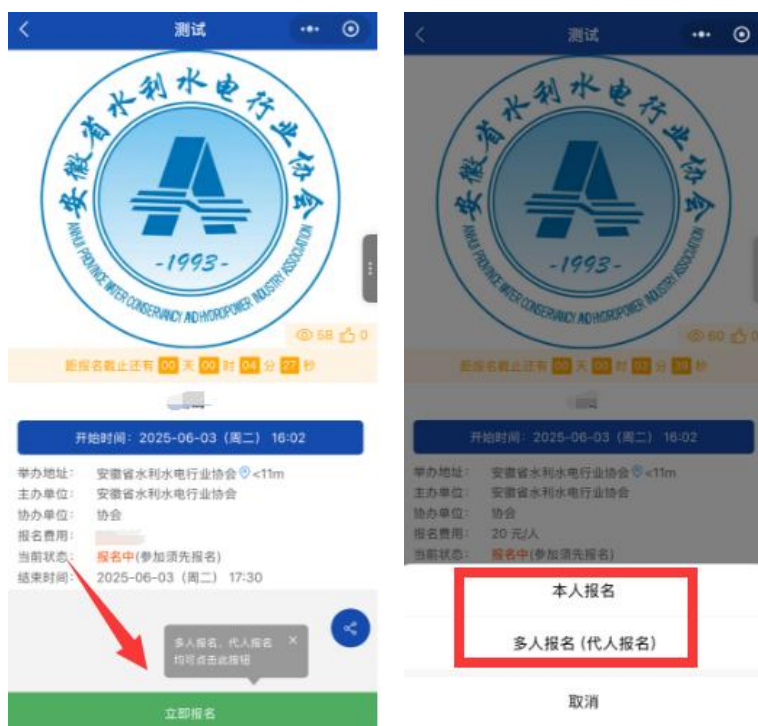 测试
安徽省水利水电行业协会
-1993-
ANHUI PROVINCE WATER CONSERVANCY AND HYDROPOWER INDUSTRY ASSOCIATION
58 0
距报名截止还有 00 天 00 时 04 分 27 秒
开始时间：2025-06-03（周二） 16:02
举办地址： 安徽省水利水电行业协会 <11m
主办单位： 安徽省水利水电行业协会
协办单位： 协会
报名费用：
当前状态： 报名中(参加须先报名)
结束时间： 2025-06-03（周二） 17:30
多人报名，代人报名 ×
均可点击此按钮
立即报名
测试
安徽省水利水电行业协会
-1993-
ANHUI PROVINCE WATER CONSERVANCY AND HYDROPOWER INDUSTRY ASSOCIATION
60 0
距报名截止还有 00 天 00 时 03 分 39 秒
开始时间：2025-06-03（周二） 16:02
举办地址： 安徽省水利水电行业协会 <11m
主办单位： 安徽省水利水电行业协会
协办单位： 协会
报名费用： 20 元/人
当前状态： 报名中(参加须先报名)
本人报名
多人报名 (代人报名)
取消